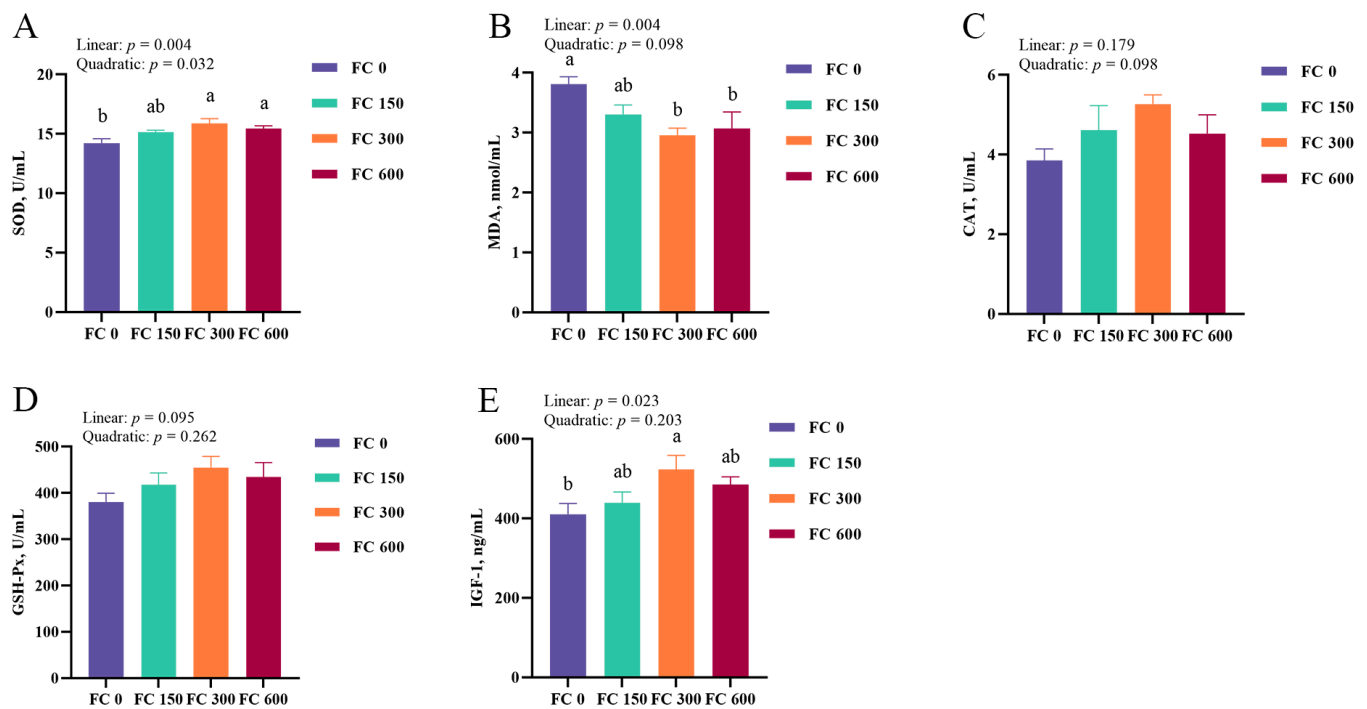 A
Linear: p = 0.004
Quadratic: p = 0.032
SOD, U/mL
20
15
10
5
0
b
ab
a
a
FC 0
FC 150
FC 300
FC 600
FC 0
FC 150
FC 300
FC 600
B
Linear: p = 0.004
Quadratic: p = 0.098
MDA, nmol/mL
4
3
2
1
0
a
ab
b
b
FC 0
FC 150
FC 300
FC 600
FC 0
FC 150
FC 300
FC 600
C
Linear: p = 0.179
Quadratic: p = 0.098
CAT, U/mL
6
4
2
0
FC 0
FC 150
FC 300
FC 600
FC 0
FC 150
FC 300
FC 600
D
Linear: p = 0.095
Quadratic: p = 0.262
GSH-Px, U/mL
500
400
300
200
100
0
FC 0
FC 150
FC 300
FC 600
FC 0
FC 150
FC 300
FC 600
E
Linear: p = 0.023
Quadratic: p = 0.203
IGF-1, ng/mL
600
400
200
0
b
ab
a
ab
FC 0
FC 150
FC 300
FC 600
FC 0
FC 150
FC 300
FC 600